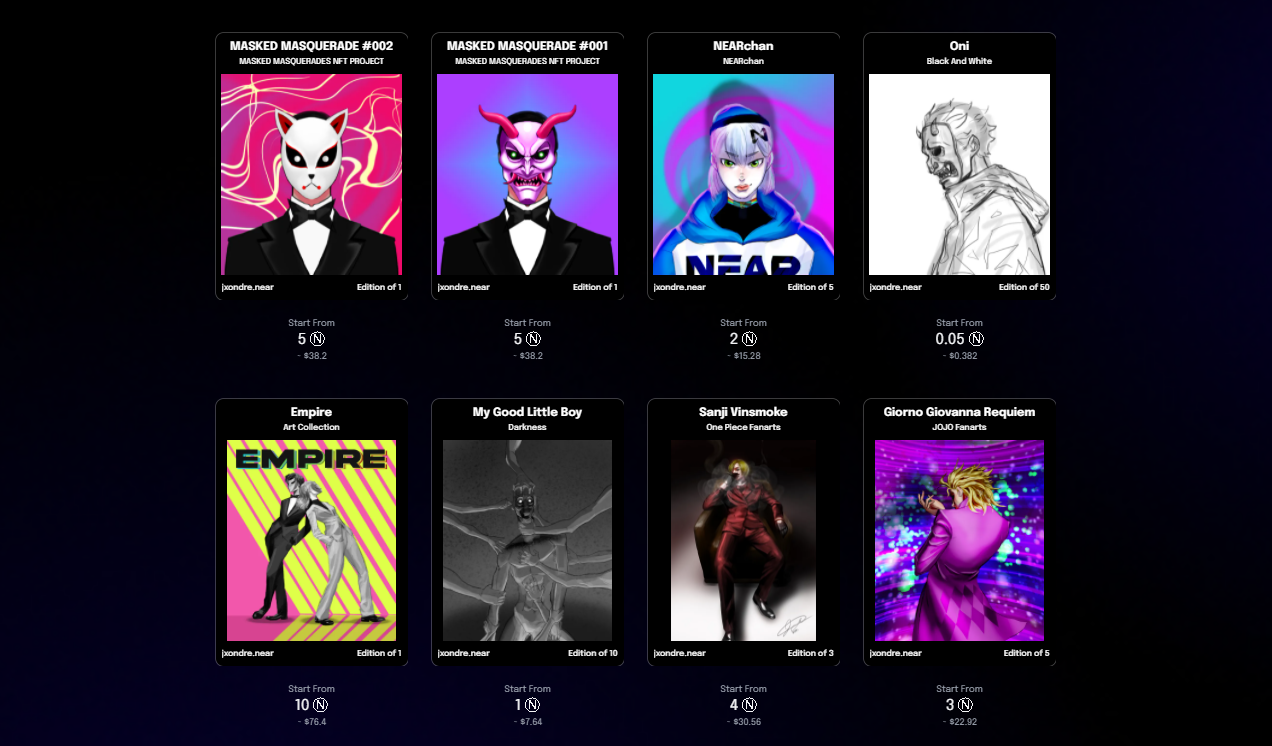 MASKED MASQUERADE #002
MASKED MASQUERADES NFT PROJECT
jxondre.near Edition of 1
Start From
5
~ $38.2
MASKED MASQUERADE #001
MASKED MASQUERADES NFT PROJECT
jxondre.near Edition of 1
Start From
5
~ $38.2
NEARchan
NEARchan
NEAR
jxondre.near Edition of 5
Start From
2
~ $15.28
Oni
Black And White
jxondre.near Edition of 50
Start From
0.05
~ $0.382
Empire
Art Collection
EMPIRE
jxondre.near Edition of 1
Start From
10
~ $76.4
My Good Little Boy
Darkness
jxondre.near Edition of 10
Start From
1
~ $7.64
Sanji Vinsmoke
One Piece Fanarts
jxondre.near Edition of 3
Start From
4
~ $30.56
Giorno Giovanna Requiem
JOJO Fanarts
jxondre.near Edition of 5
Start From
3
~ $22.92